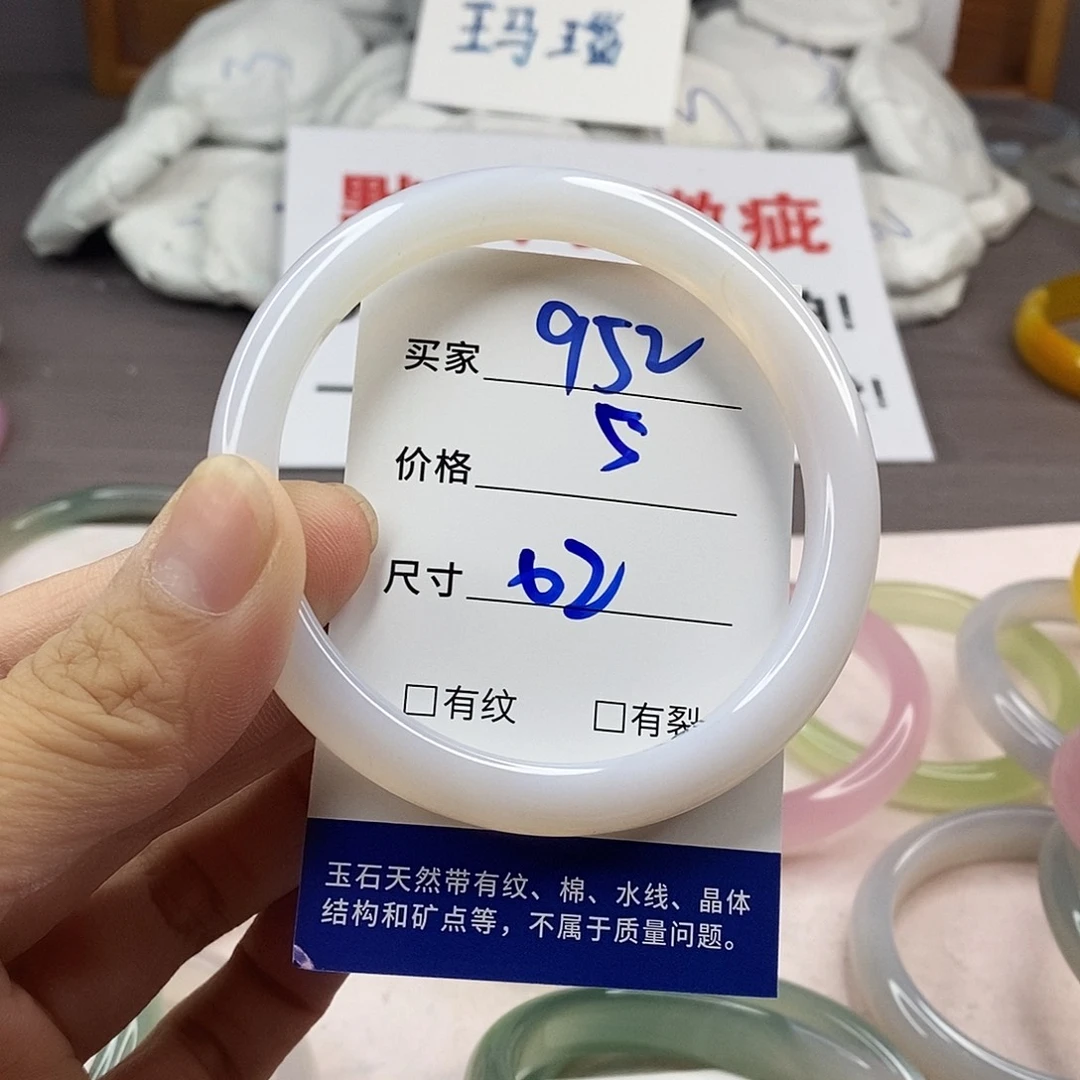 玉玛瑙
疵
买家 952
价格 5
尺寸 62
□有纹 □有裂
玉石天然带有纹、棉、水线、晶体
结构和矿点等，不属于质量问题。